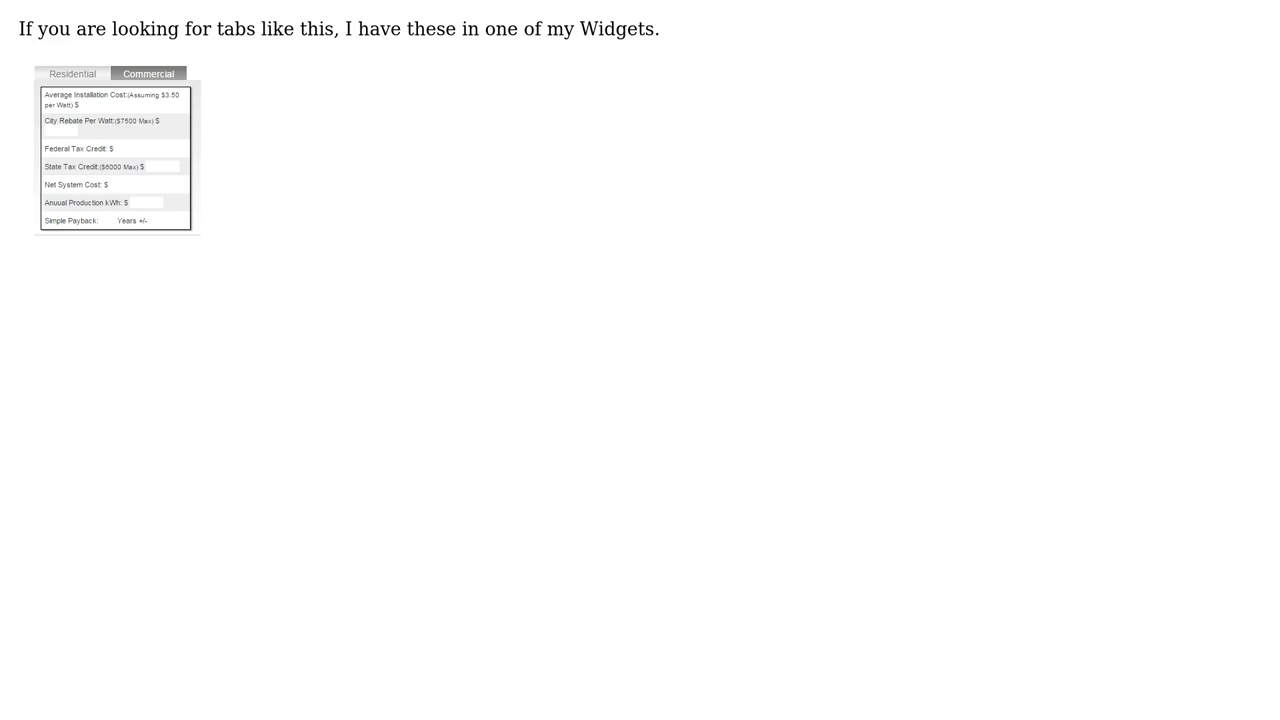 If you are looking for tabs like this, I have these in one of my Widgets.
Residential Commercial
Average Installation Cost:(Assuming $3.50
per Watt) $
City Rebate Per Watt:($7500 Max) $
Federal Tax Credit: $
State Tax Credit:($6000 Max) $
Net System Cost: $
Anuual Production kWh: $
Simple Payback: Years +/-